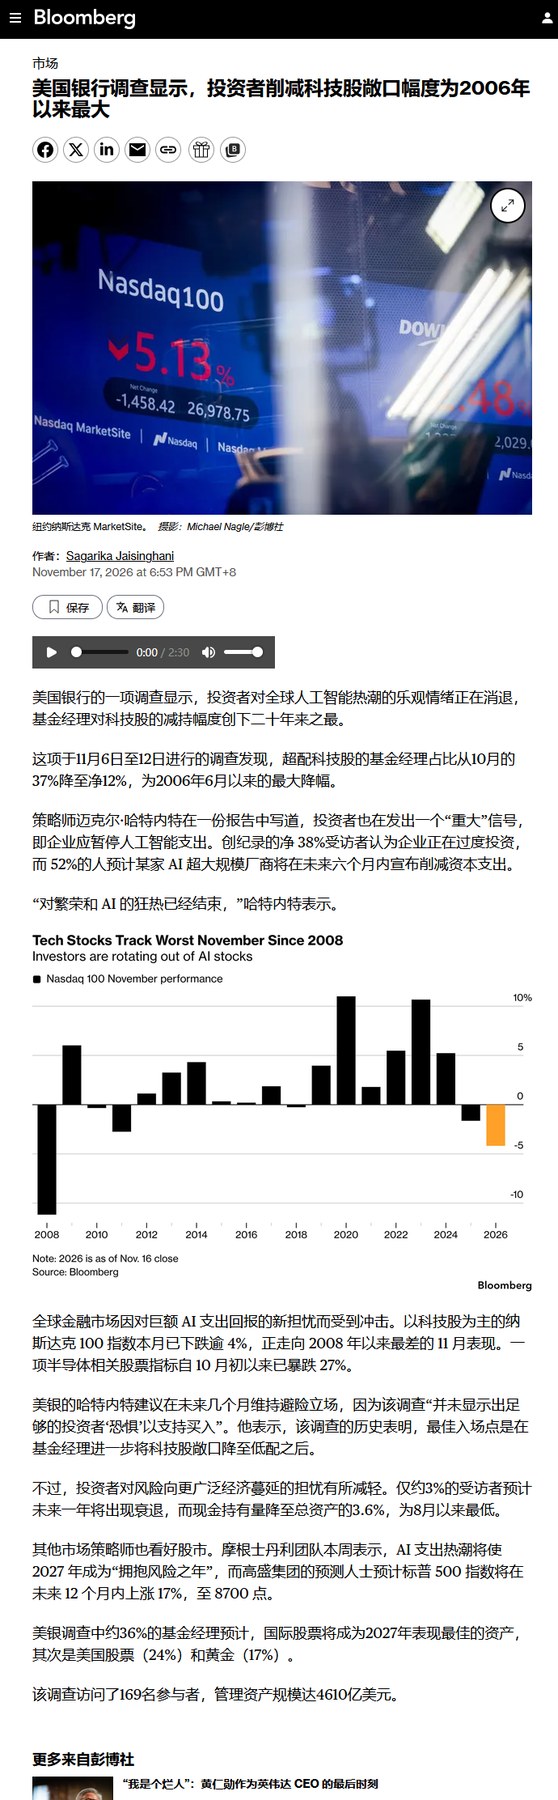 Bloomberg
市场
美国银行调查显示，投资者削减科技股敞口幅度为2006年
以来最大
Nasdaq100
5.13%
Net Change
-1,458.42 26,978.75
Nasdaq MarketSite
Nasdaq
DOW
.48
2,029.
纽约纳斯达克 MarketSite。 摄影：Michael Nagle/彭博社
作者：Sagarika Jaisinghani
November 17, 2026 at 6:53 PM GMT+8
保存
翻译
0:00 / 2:30
美国银行的一项调查显示，投资者对全球人工智能热潮的乐观情绪正在消退，
基金经理对科技股的减持幅度创下二十年来之最。
这项于11月6日至12日进行的调查发现，超配科技股的基金经理占比从10月的
37%降至净12%，为2006年6月以来的最大降幅。
策略师迈克尔·哈特内特在一份报告中写道，投资者也在发出一个“重大”信号，
即企业应暂停人工智能支出。创纪录的净 38%受访者认为企业正在过度投资，
而 52%的人预计某家 AI 超大规模厂商将在未来六个月内宣布削减资本支出。
“对繁荣和 AI 的狂热已经结束，”哈特内特表示。
Tech Stocks Track Worst November Since 2008
Investors are rotating out of AI stocks
Nasdaq 100 November performance
10%
5
0
-5
-10
2008 2010 2012 2014 2016 2018 2020 2022 2024 2026
Note: 2026 is as of Nov. 16 close
Source: Bloomberg
Bloomberg
全球金融市场因对巨额 AI 支出回报的新担忧而受到冲击。以科技股为主的纳
斯达克 100 指数本月已下跌逾 4%，正走向 2008 年以来最差的 11 月表现。一
项半导体相关股票指标自 10 月初以来已暴跌 27%。
美银的哈特内特建议在未来几个月维持避险立场，因为该调查“并未显示出足
够的投资者‘恐惧’以支持买入”。他表示，该调查的历史表明，最佳入场点是在
基金经理进一步将科技股敞口降至低配之后。
不过，投资者对风险向更广泛经济蔓延的担忧有所减轻。仅约3%的受访者预计
未来一年将出现衰退，而现金持有量降至总资产的3.6%，为8月以来最低。
其他市场策略师也看好股市。摩根士丹利团队本周表示，AI 支出热潮将使
2027 年成为“拥抱风险之年”，而高盛集团的预测人士预计标普 500 指数将在
未来 12 个月内上涨 17%，至 8700 点。
美银调查中约36%的基金经理预计，国际股票将成为2027年表现最佳的资产，
其次是美国股票（24%）和黄金（17%）。
该调查访问了169名参与者，管理资产规模达4610亿美元。
更多来自彭博社
“我是个烂人”：黄仁勋作为英伟达 CEO 的最后时刻